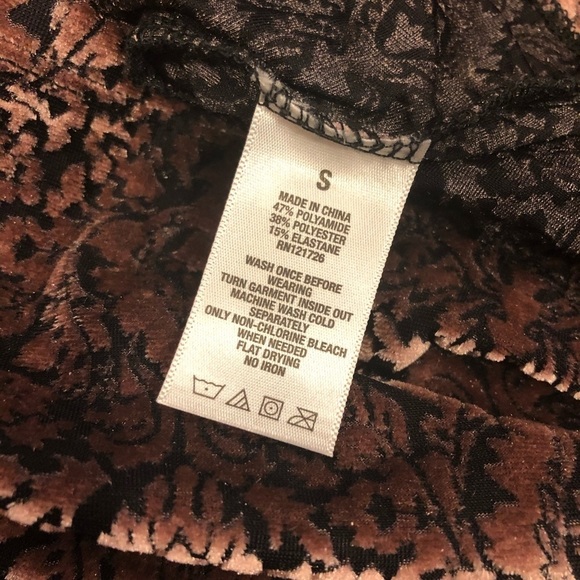 S
MADE IN CHINA
47% POLYAMIDE
38% POLYESTER
15% ELASTANE
RN121726
WASH ONCE BEFORE
WEARING
TURN GARMENT INSIDE OUT
MACHINE WASH COLD
SEPARATELY
ONLY NON-CHLORINE BLEACH
WHEN NEEDED
FLAT DRYING
NO IRON